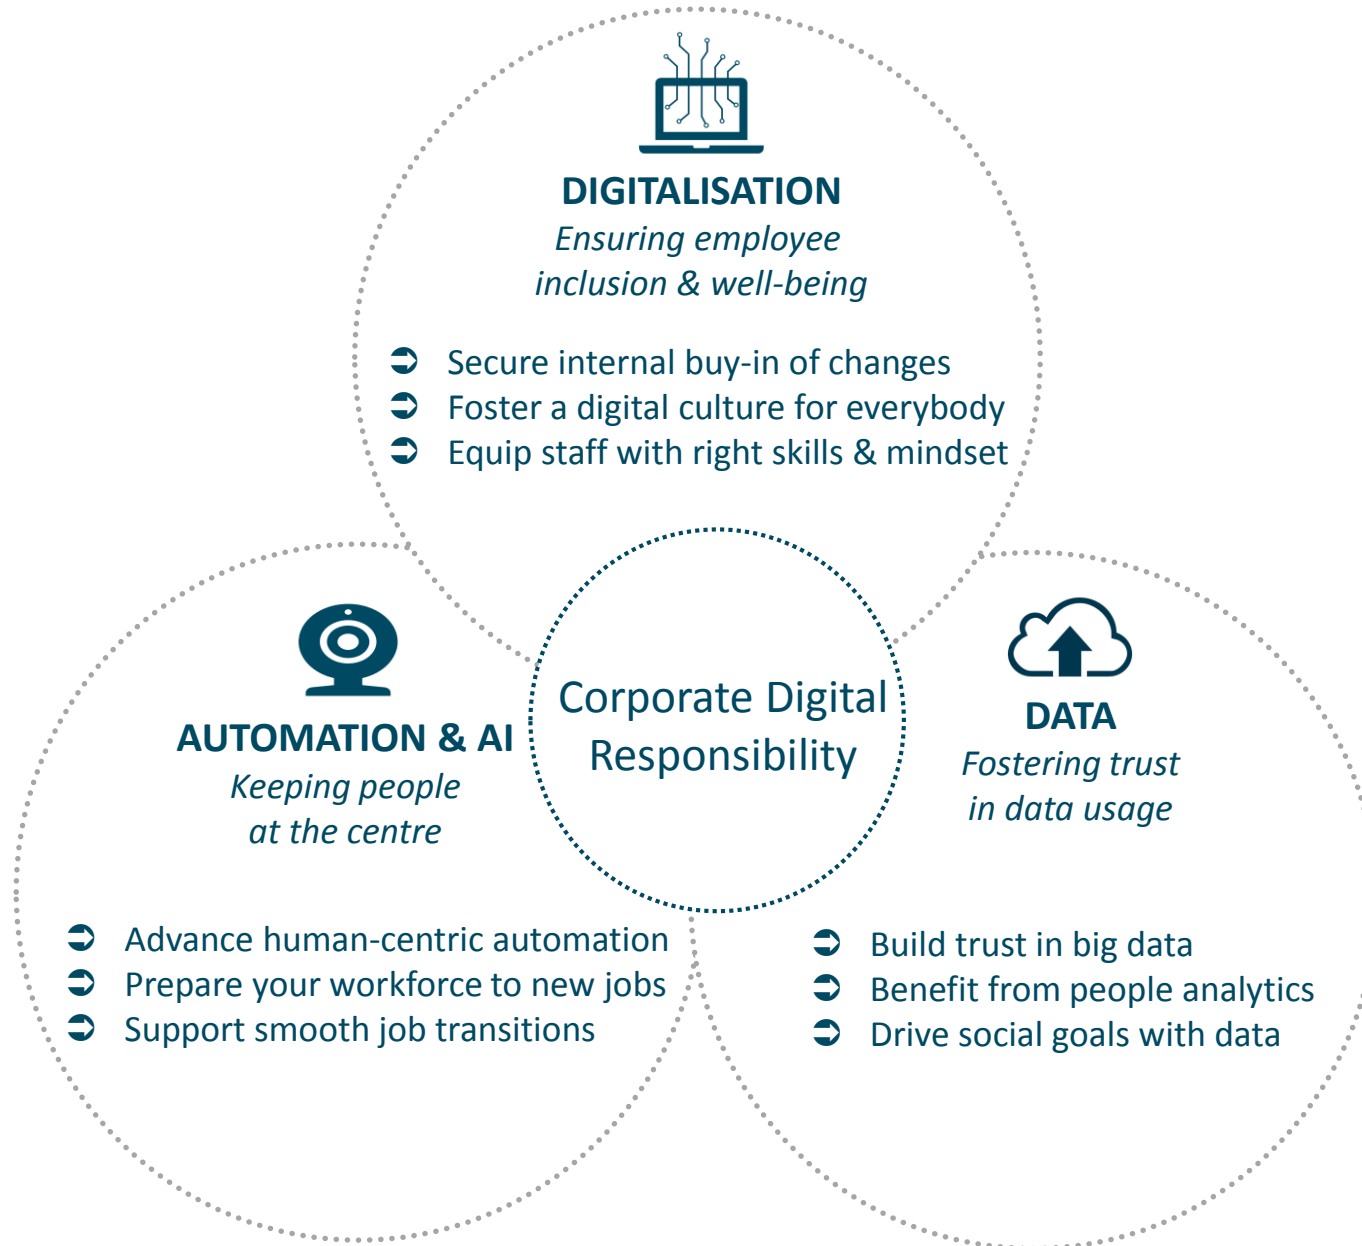 DIGITALISATION
Ensuring employee
inclusion & well-being
Secure internal buy-in of changes
Foster a digital culture for everybody
Equip staff with right skills & mindset
Corporate Digital
Responsibility
AUTOMATION & AI
Keeping people
at the centre
Advance human-centric automation
Prepare your workforce to new jobs
Support smooth job transitions
DATA
Fostering trust
in data usage
Build trust in big data
Benefit from people analytics
Drive social goals with data